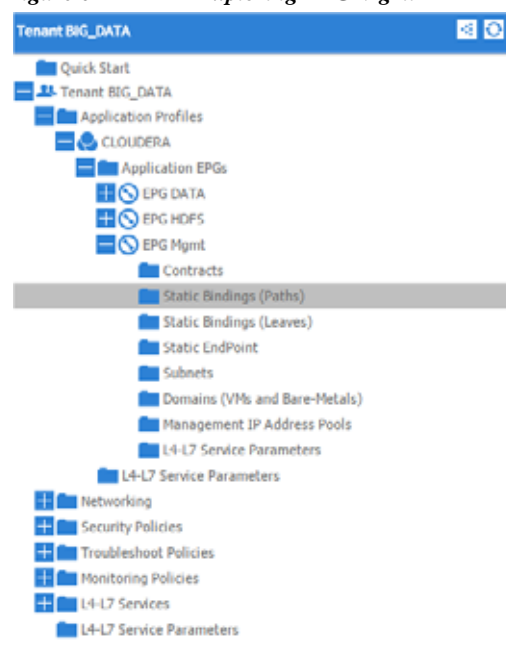 Tenant BIG_DATA
Quick Start
Tenant BIG_DATA
Application Profiles
CLOUDERA
Application EPGs
EPG DATA
EPG HDFS
EPG Mgmt
Contracts
Static Bindings (Paths)
Static Bindings (Leaves)
Static EndPoint
Subnets
Domains (VMs and Bare-Metals)
Management IP Address Pools
L4-L7 Service Parameters
L4-L7 Service Parameters
Networking
Security Policies
Troubleshoot Policies
Monitoring Policies
L4-L7 Services
L4-L7 Service Parameters